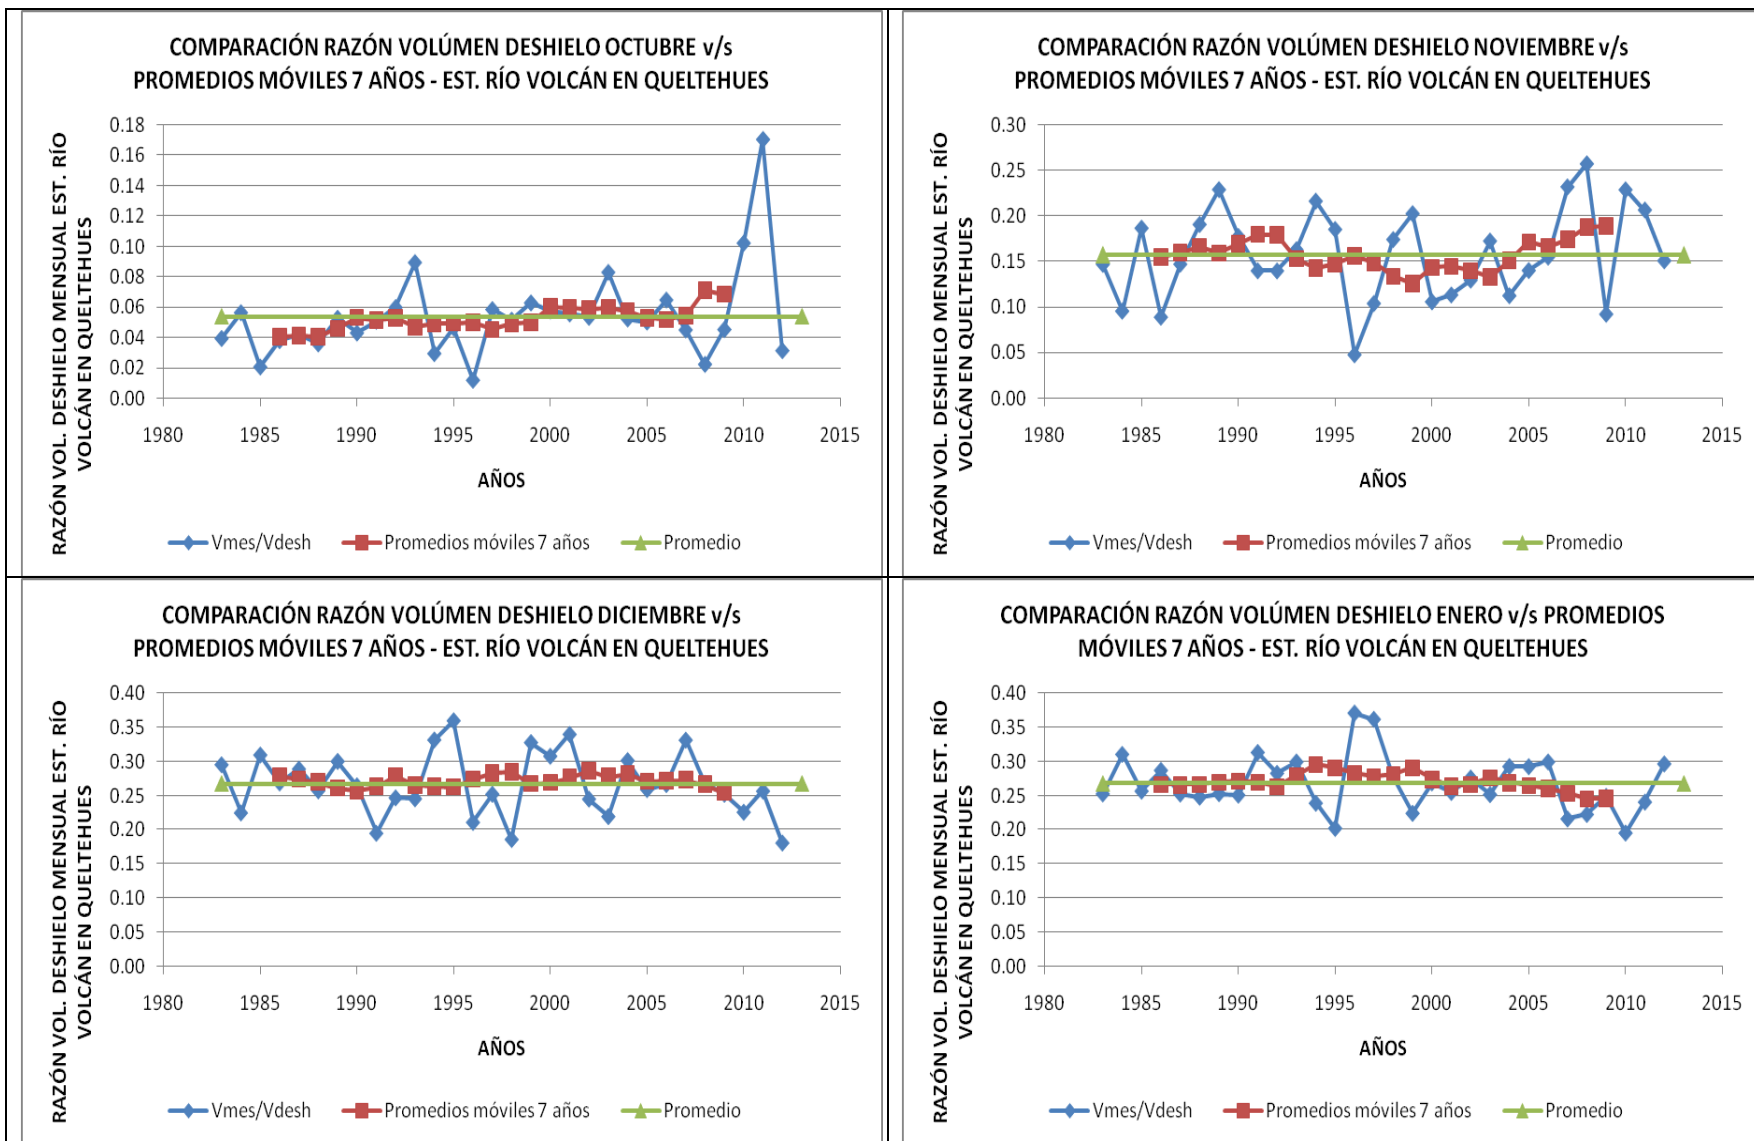 COMPARACIÓN RAZÓN VOLÚMEN DESHIELO OCTUBRE v/s
PROMEDIOS MÓVILES 7 AÑOS - EST. RÍO VOLCÁN EN QUELTEHUES
RAZÓN VOL. DESHIELO MENSUAL EST. RÍO
VOLCÁN EN QUELTEHUES
0.18
0.16
0.14
0.12
0.10
0.08
0.06
0.04
0.02
0.00
1980 1985 1990 1995 2000 2005 2010 2015
AÑOS
Vmes/Vdesh Promedios móviles 7 años Promedio
COMPARACIÓN RAZÓN VOLÚMEN DESHIELO NOVIEMBRE v/s
PROMEDIOS MÓVILES 7 AÑOS - EST. RÍO VOLCÁN EN QUELTEHUES
RAZÓN VOL. DESHIELO MENSUAL EST. RÍO
VOLCÁN EN QUELTEHUES
0.30
0.25
0.20
0.15
0.10
0.05
0.00
1980 1985 1990 1995 2000 2005 2010 2015
AÑOS
Vmes/Vdesh Promedios móviles 7 años Promedio
COMPARACIÓN RAZÓN VOLÚMEN DESHIELO DICIEMBRE v/s
PROMEDIOS MÓVILES 7 AÑOS - EST. RÍO VOLCÁN EN QUELTEHUES
RAZÓN VOL. DESHIELO MENSUAL EST. RÍO
VOLCÁN EN QUELTEHUES
0.40
0.35
0.30
0.25
0.20
0.15
0.10
0.05
0.00
1980 1985 1990 1995 2000 2005 2010 2015
AÑOS
Vmes/Vdesh Promedios móviles 7 años Promedio
COMPARACIÓN RAZÓN VOLÚMEN DESHIELO ENERO v/s PROMEDIOS
MÓVILES 7 AÑOS - EST. RÍO VOLCÁN EN QUELTEHUES
RAZÓN VOL. DESHIELO MENSUAL EST. RÍO
VOLCÁN EN QUELTEHUES
0.40
0.35
0.30
0.25
0.20
0.15
0.10
0.05
0.00
1980 1985 1990 1995 2000 2005 2010 2015
AÑOS
Vmes/Vdesh Promedios móviles 7 años Promedio